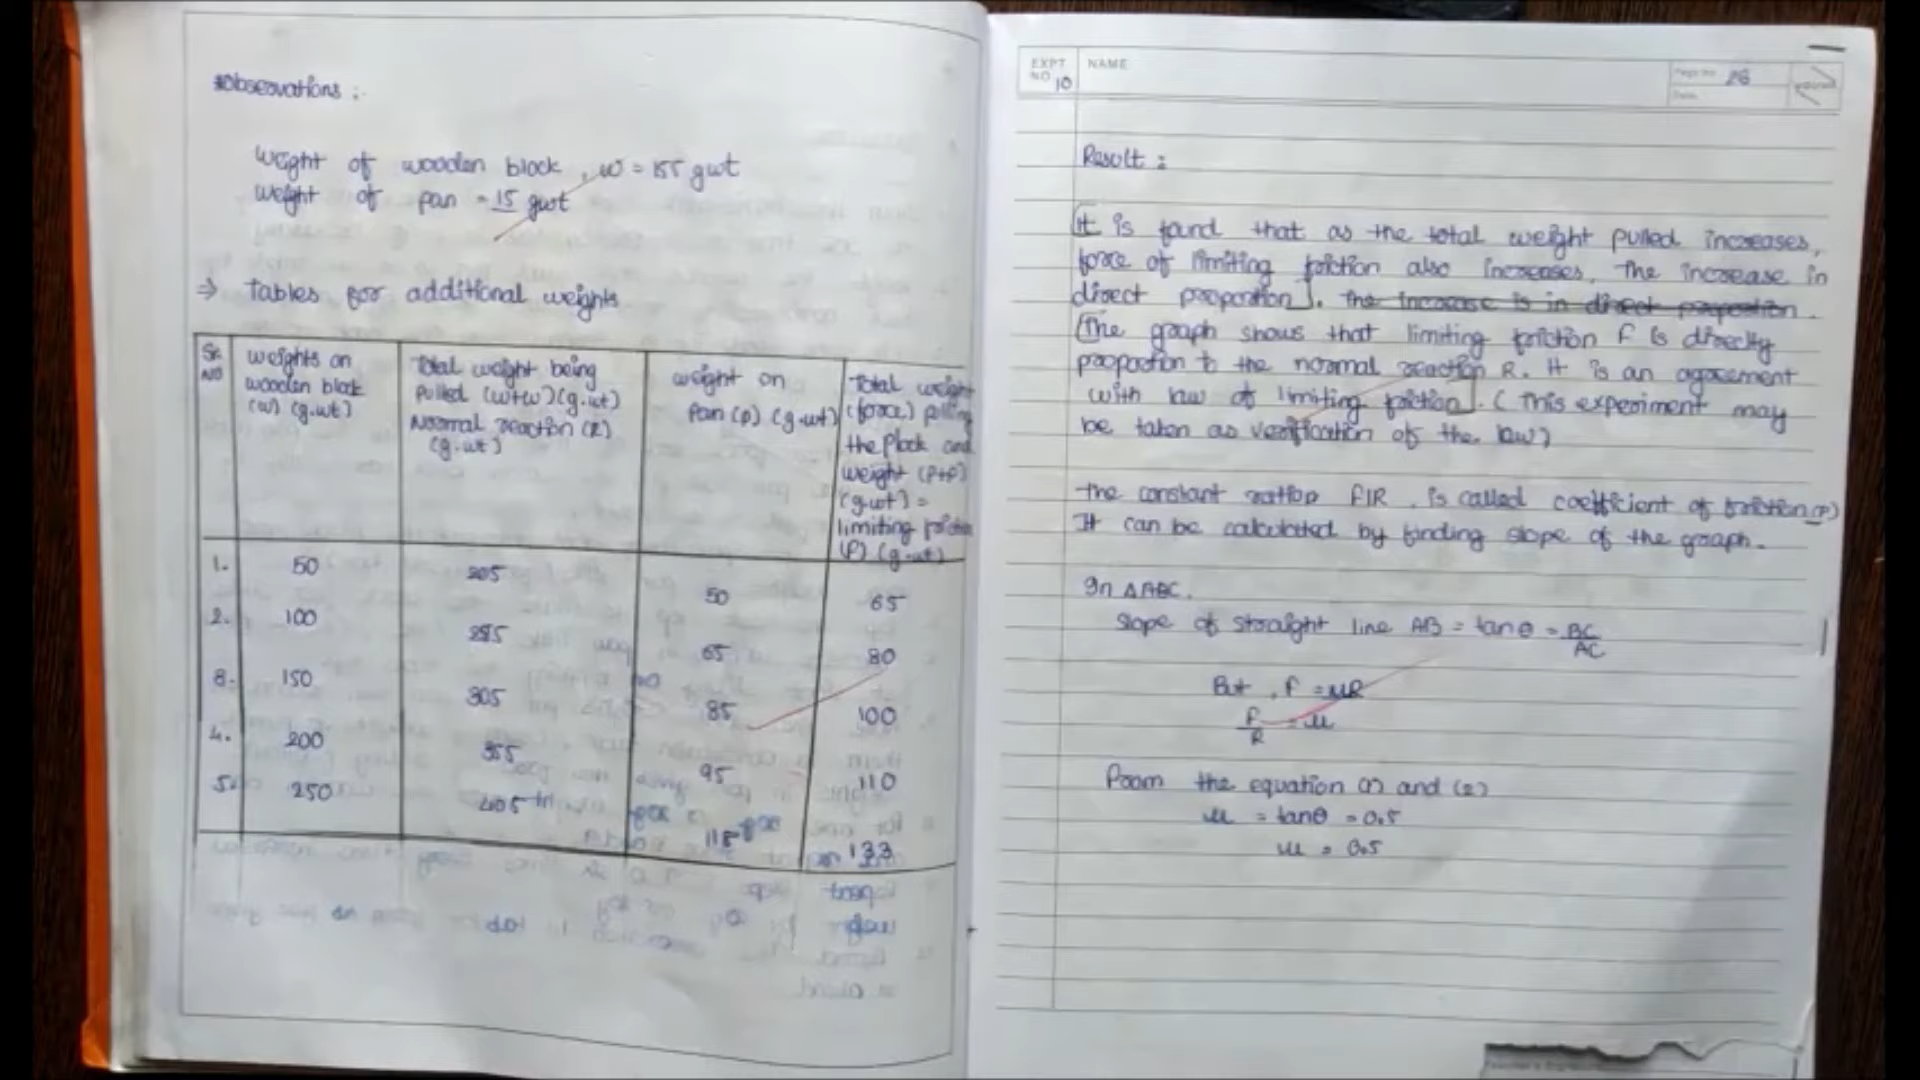 *Observations :-
Weight of wooden block, w = 155 gwt
Weight of pan = 15 gwt
⇒ Tables for additional weights
Sr. NO
weights on
wooden block
(w) (g.wt)
Total weight being
Pulled (w+w) (g.wt)
Normal reaction (R)
(g.wt)
weight on
Pan (p) (g.wt)
Total weight
(force) pulling
the block and
weight (P+p)
(g.wt) =
limiting friction
(F) (g.wt)
1. 50 205 50 65
2. 100 255 65 80
3. 150 305 85 100
4. 200 355 95 110
5. 250 405 118 133
EXPT NO 10 NAME Page No. 26
Date:
Result :
[It is found that as the total weight pulled increases,
force of limiting friction also increases. The increase in
direct proportion]. The increase is in direct proportion.
[The graph shows that limiting friction F is directly
proportion to the normal reaction R. It is an agreement
with law of limiting friction]. (This experiment may
be taken as verification of the law)
The constant ratiop F/R. is called coefficient of friction
It can be calculated by finding slope of the graph.
In △ABC.
Slope of straight line AB = tanθ = BC/AC
But, F = μR
F/R = μ
From the equation (1) and (2)
μ = tanθ = 0.5
μ = 0.5